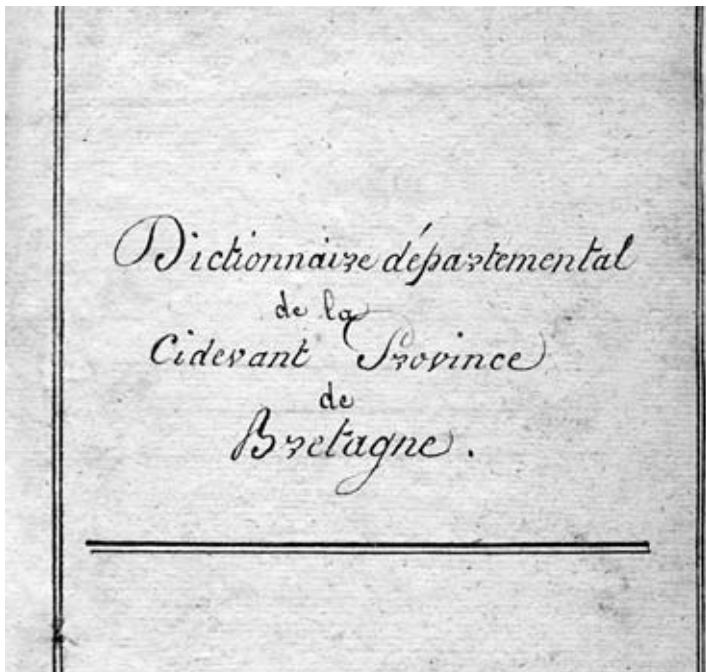 Dictionnaire départemental
de la
Cidevant Province
de
Bretagne.